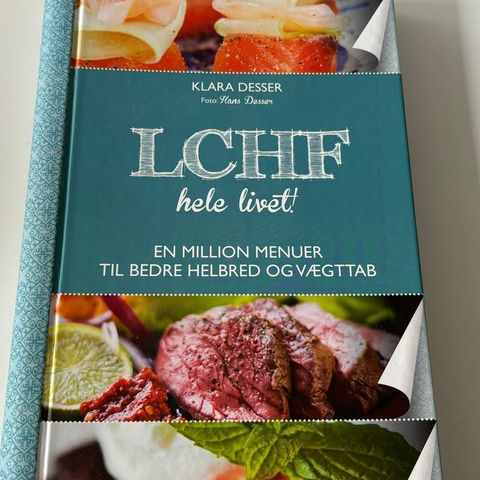 KLARA DESSER
Foto: Hans Desser
LCHF
hele livet!
EN MILLION MENUER
TIL BEDRE HELBRED OG VÆGTTAB